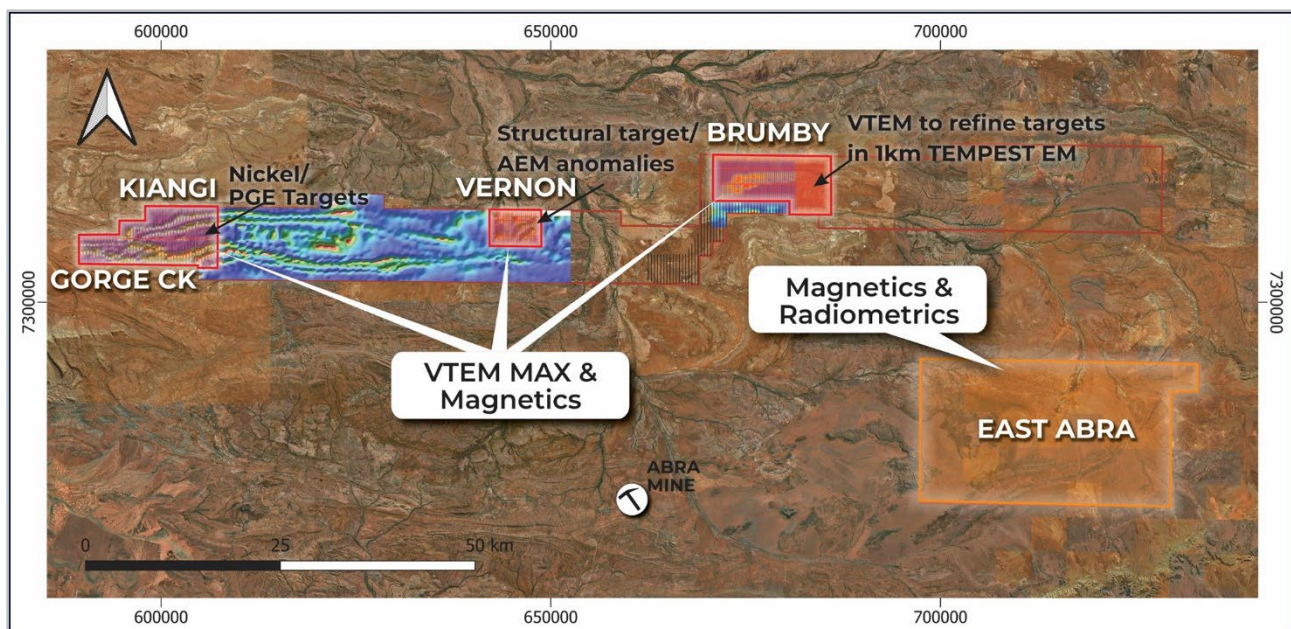 600000
650000
700000
BRUMBY
VTEM to refine targets
in 1km TEMPEST EM
Structural target/
AEM anomalies
VERNON
KIANGI
Nickel/
PGE Targets
GORGE CK
7300000
7300000
Magnetics &
Radiometrics
VTEM MAX &
Magnetics
EAST ABRA
ABRA
MINE
0
25
50 km
600000
650000
700000